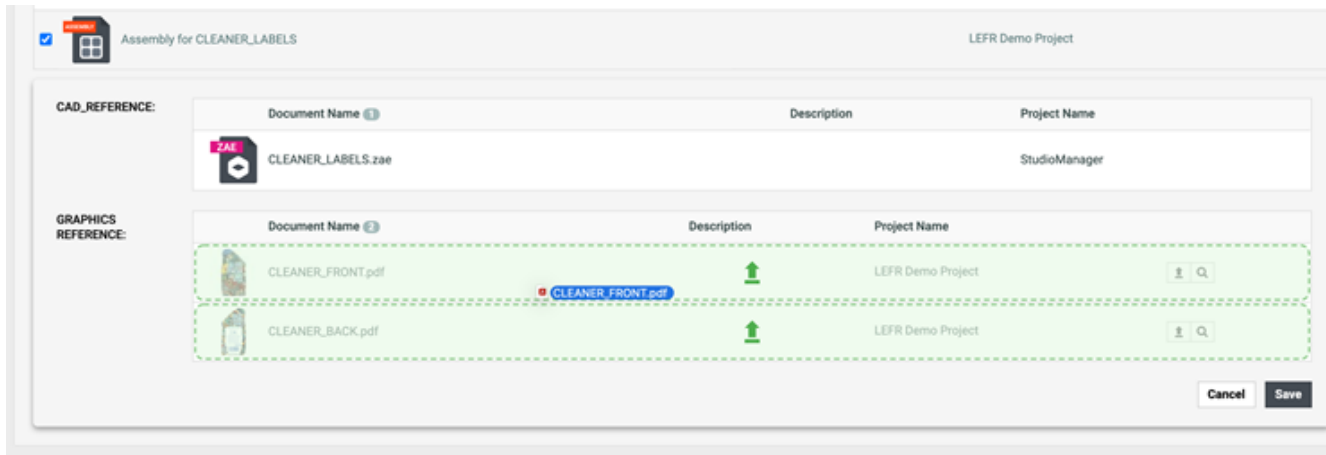 ASSEMBLY
Assembly for CLEANER_LABELS LEFR Demo Project
CAD_REFERENCE:
Document Name 1 Description Project Name
ZAE
CLEANER_LABELS.zae StudioManager
GRAPHICS
REFERENCE:
Document Name 2 Description Project Name
CLEANER_FRONT.pdf LEFR Demo Project
CLEANER_FRONT.pdf
CLEANER_BACK.pdf LEFR Demo Project
Cancel Save